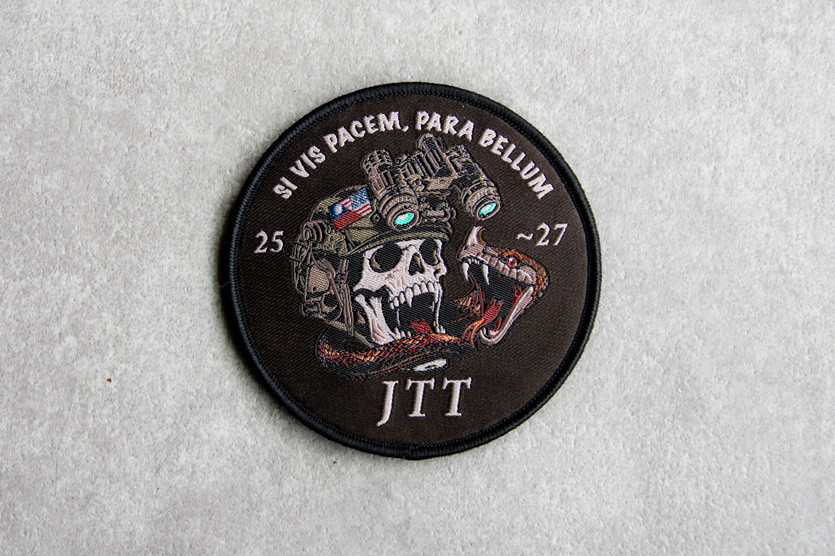 SI VIS PACEM, PARA BELLUM
25
~27
JTT